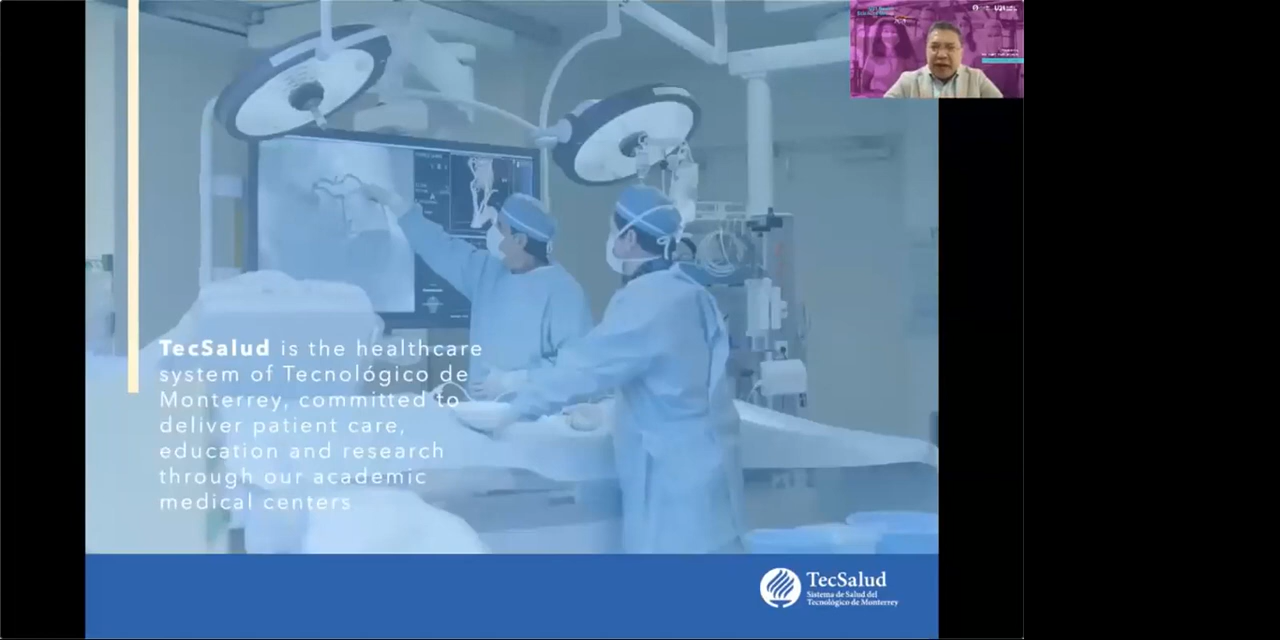 TecSalud is the healthcare
system of Tecnológico de
Monterrey, committed to
deliver patient care,
education and research
through our academic
medical centers
TecSalud
Sistema de Salud del
Tecnológico de Monterrey